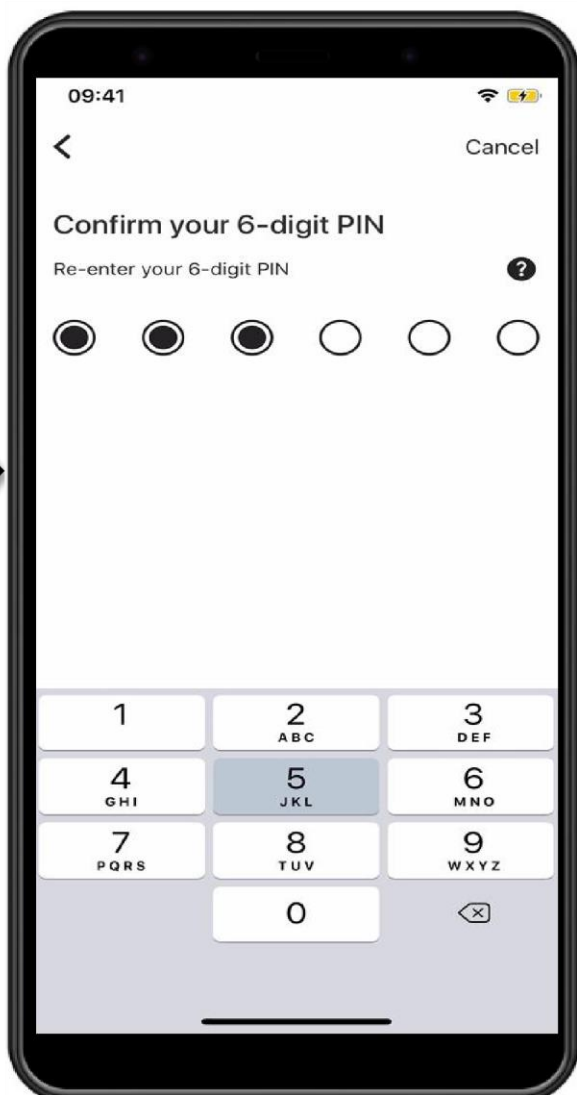 09:41
Cancel
Confirm your 6-digit PIN
Re-enter your 6-digit PIN
?
1
2
ABC
3
DEF
4
GHI
5
JKL
6
MNO
7
PQRS
8
TUV
9
WXYZ
0